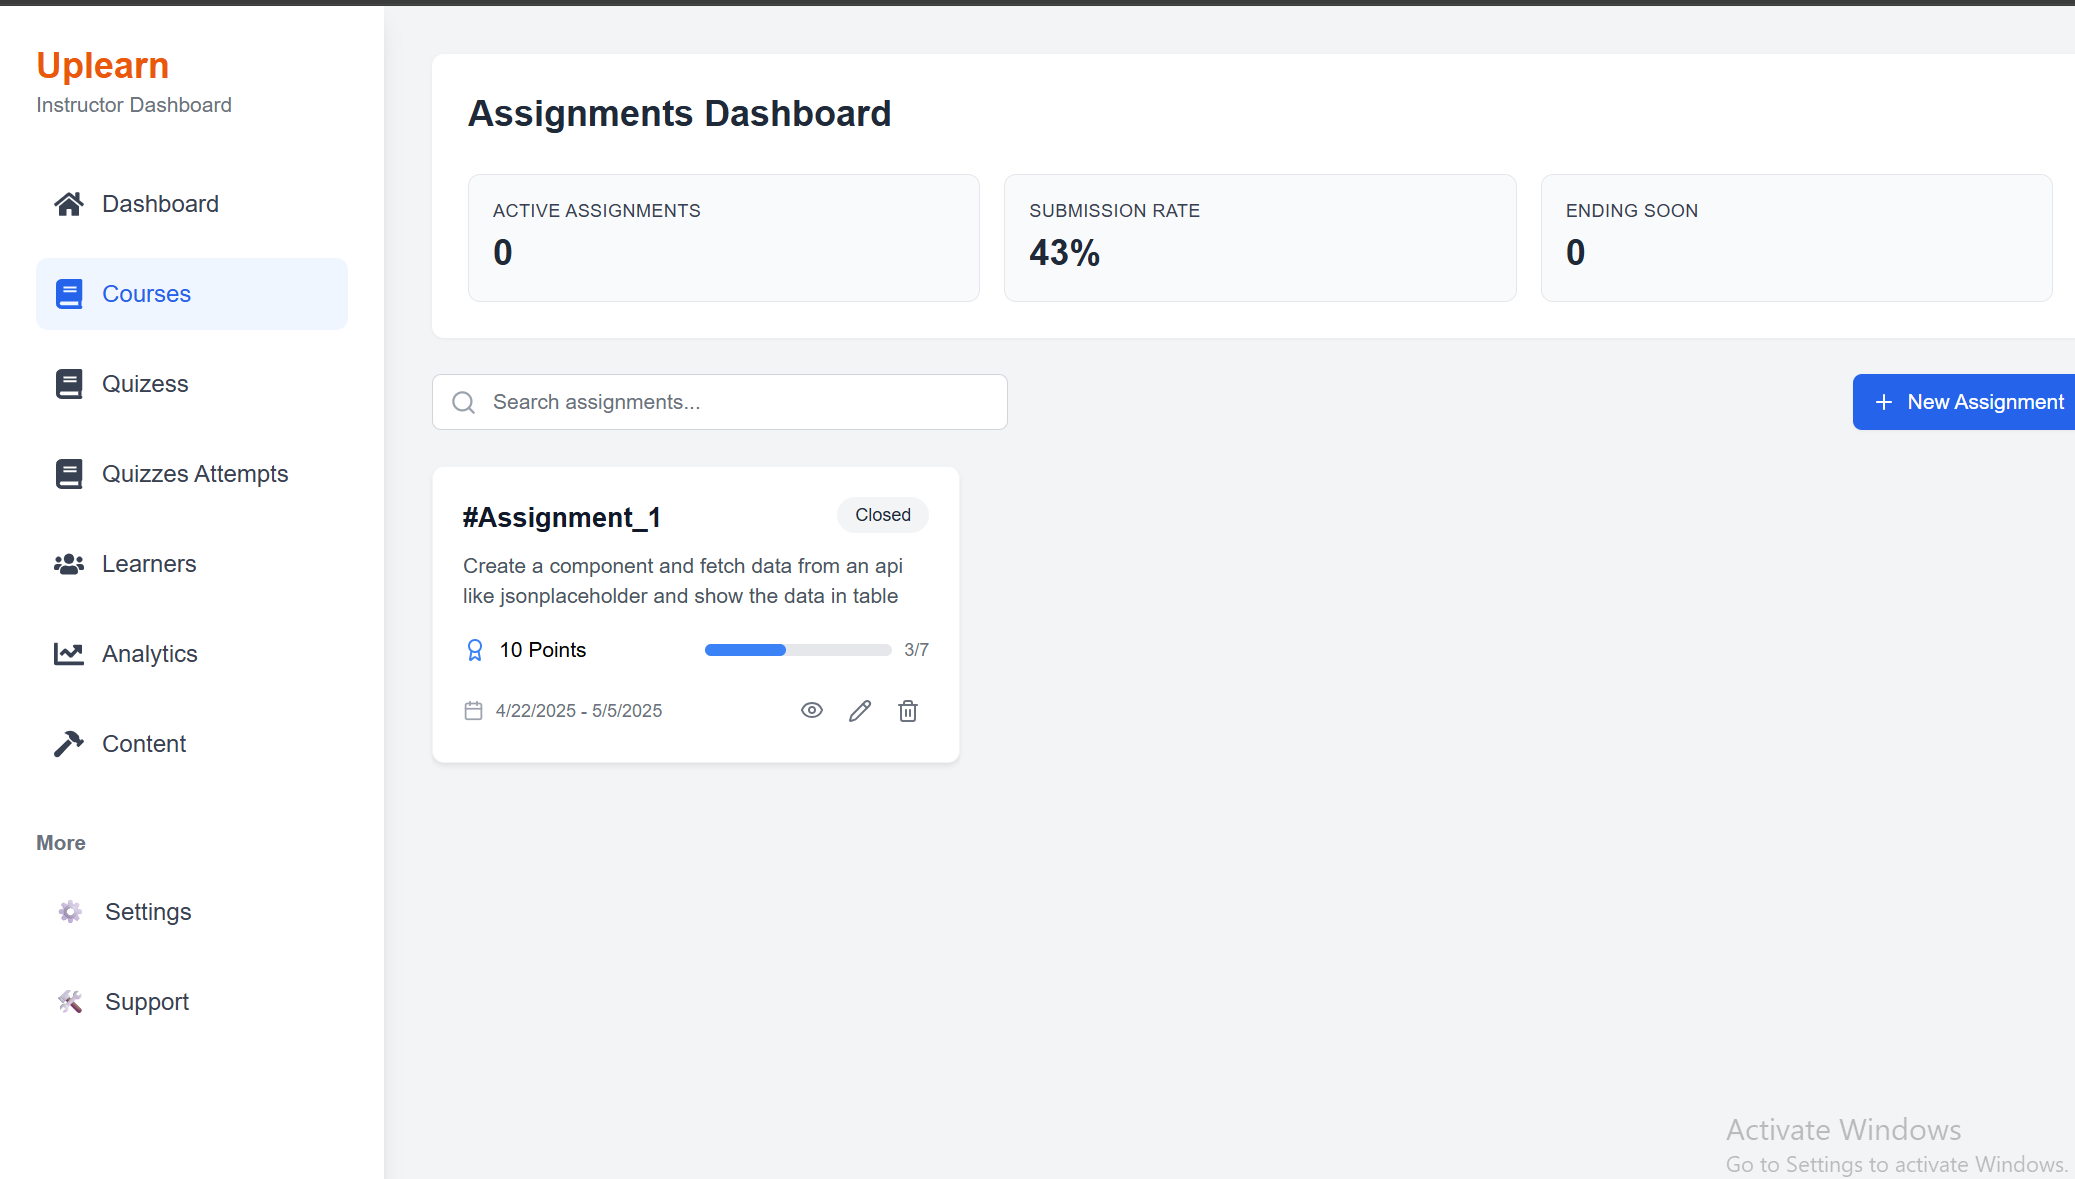 Uplearn
Instructor Dashboard
Dashboard
Courses
Quizess
Quizzes Attempts
Learners
Analytics
Content
More
Settings
Support
Assignments Dashboard
ACTIVE ASSIGNMENTS
0
SUBMISSION RATE
43%
ENDING SOON
0
Search assignments...
New Assignment
#Assignment_1
Closed
Create a component and fetch data from an api
like jsonplaceholder and show the data in table
10 Points
3/7
4/22/2025 - 5/5/2025
Activate Windows
Go to Settings to activate Windows.